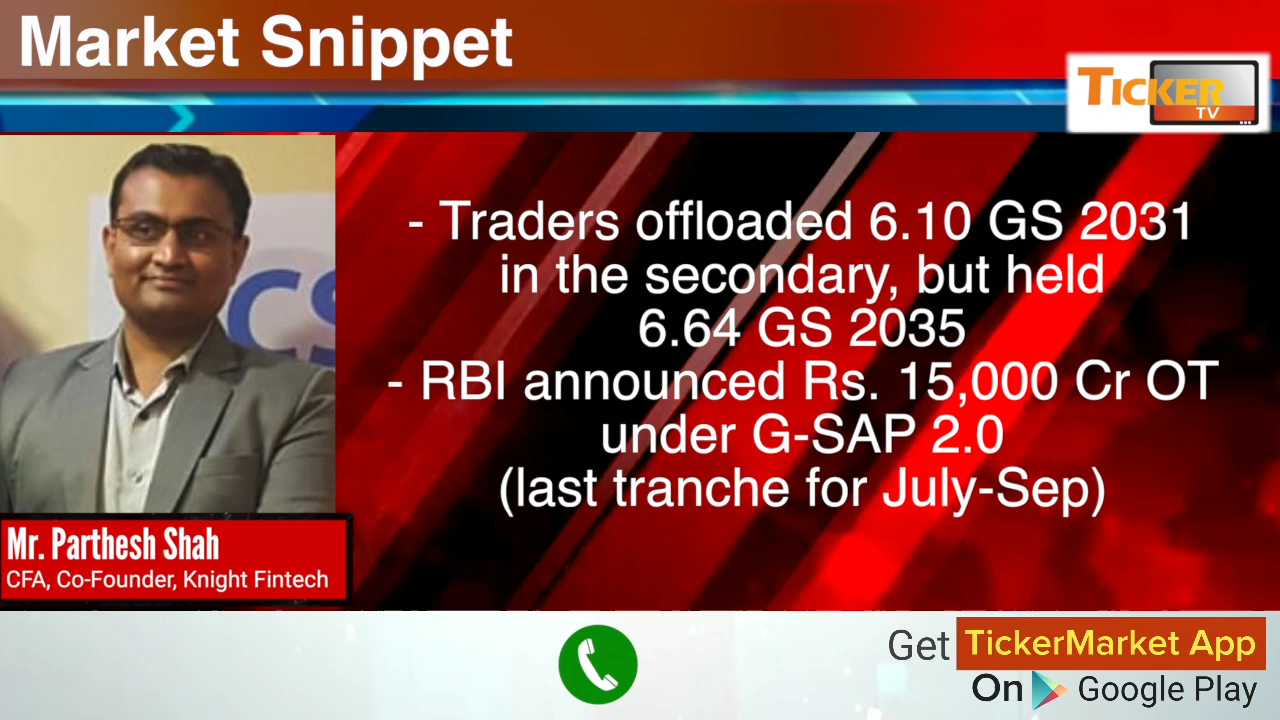 Market Snippet
TICKER
TV
CS
- Traders offloaded 6.10 GS 2031
in the secondary, but held
6.64 GS 2035
- RBI announced Rs. 15,000 Cr OT
under G-SAP 2.0
(last tranche for July-Sep)
Mr. Parthesh Shah
CFA, Co-Founder, Knight Fintech
Get TickerMarket App
On Google Play